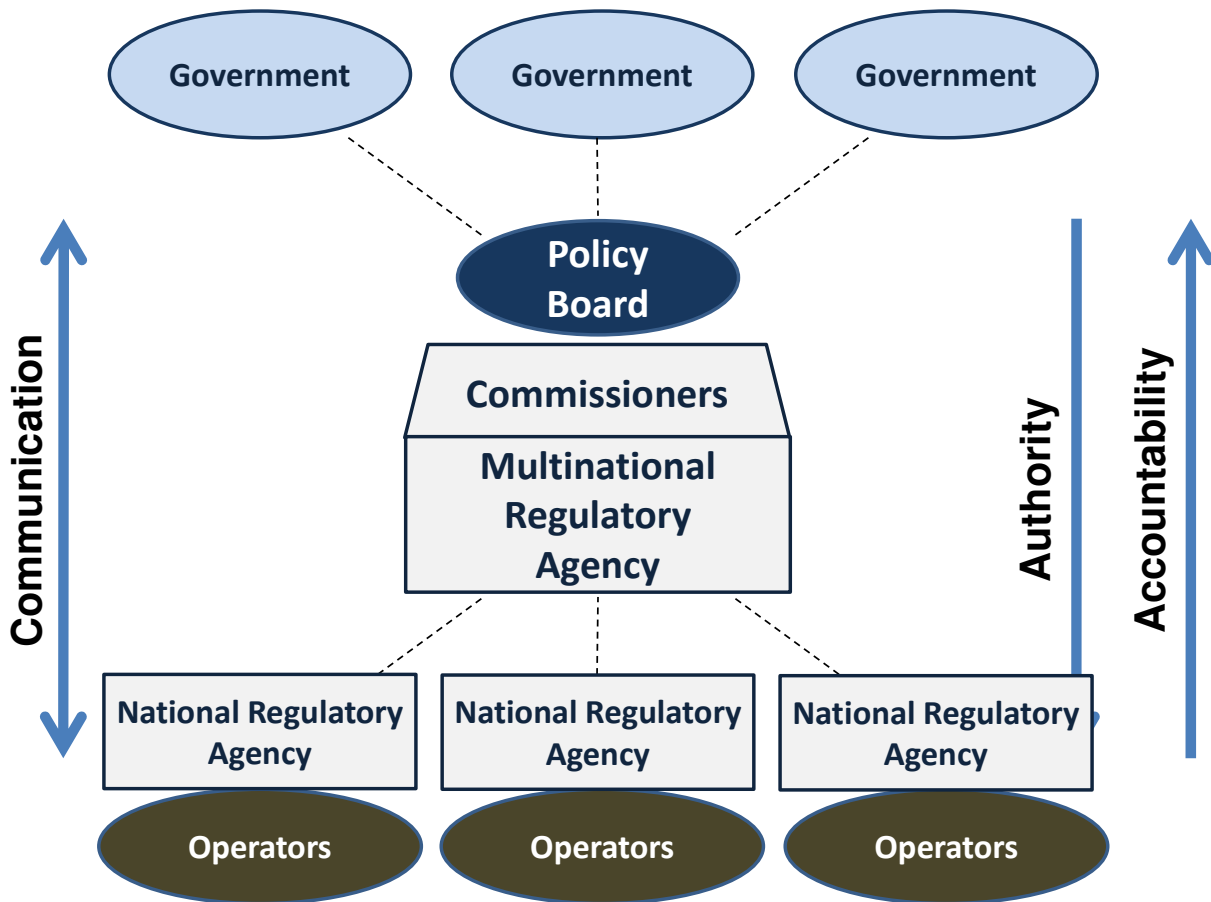 Government
Government
Government
Policy
Board
Commissioners
Multinational
Regulatory
Agency
National Regulatory
Agency
National Regulatory
Agency
National Regulatory
Agency
Operators
Operators
Operators
Communication
Authority
Accountability